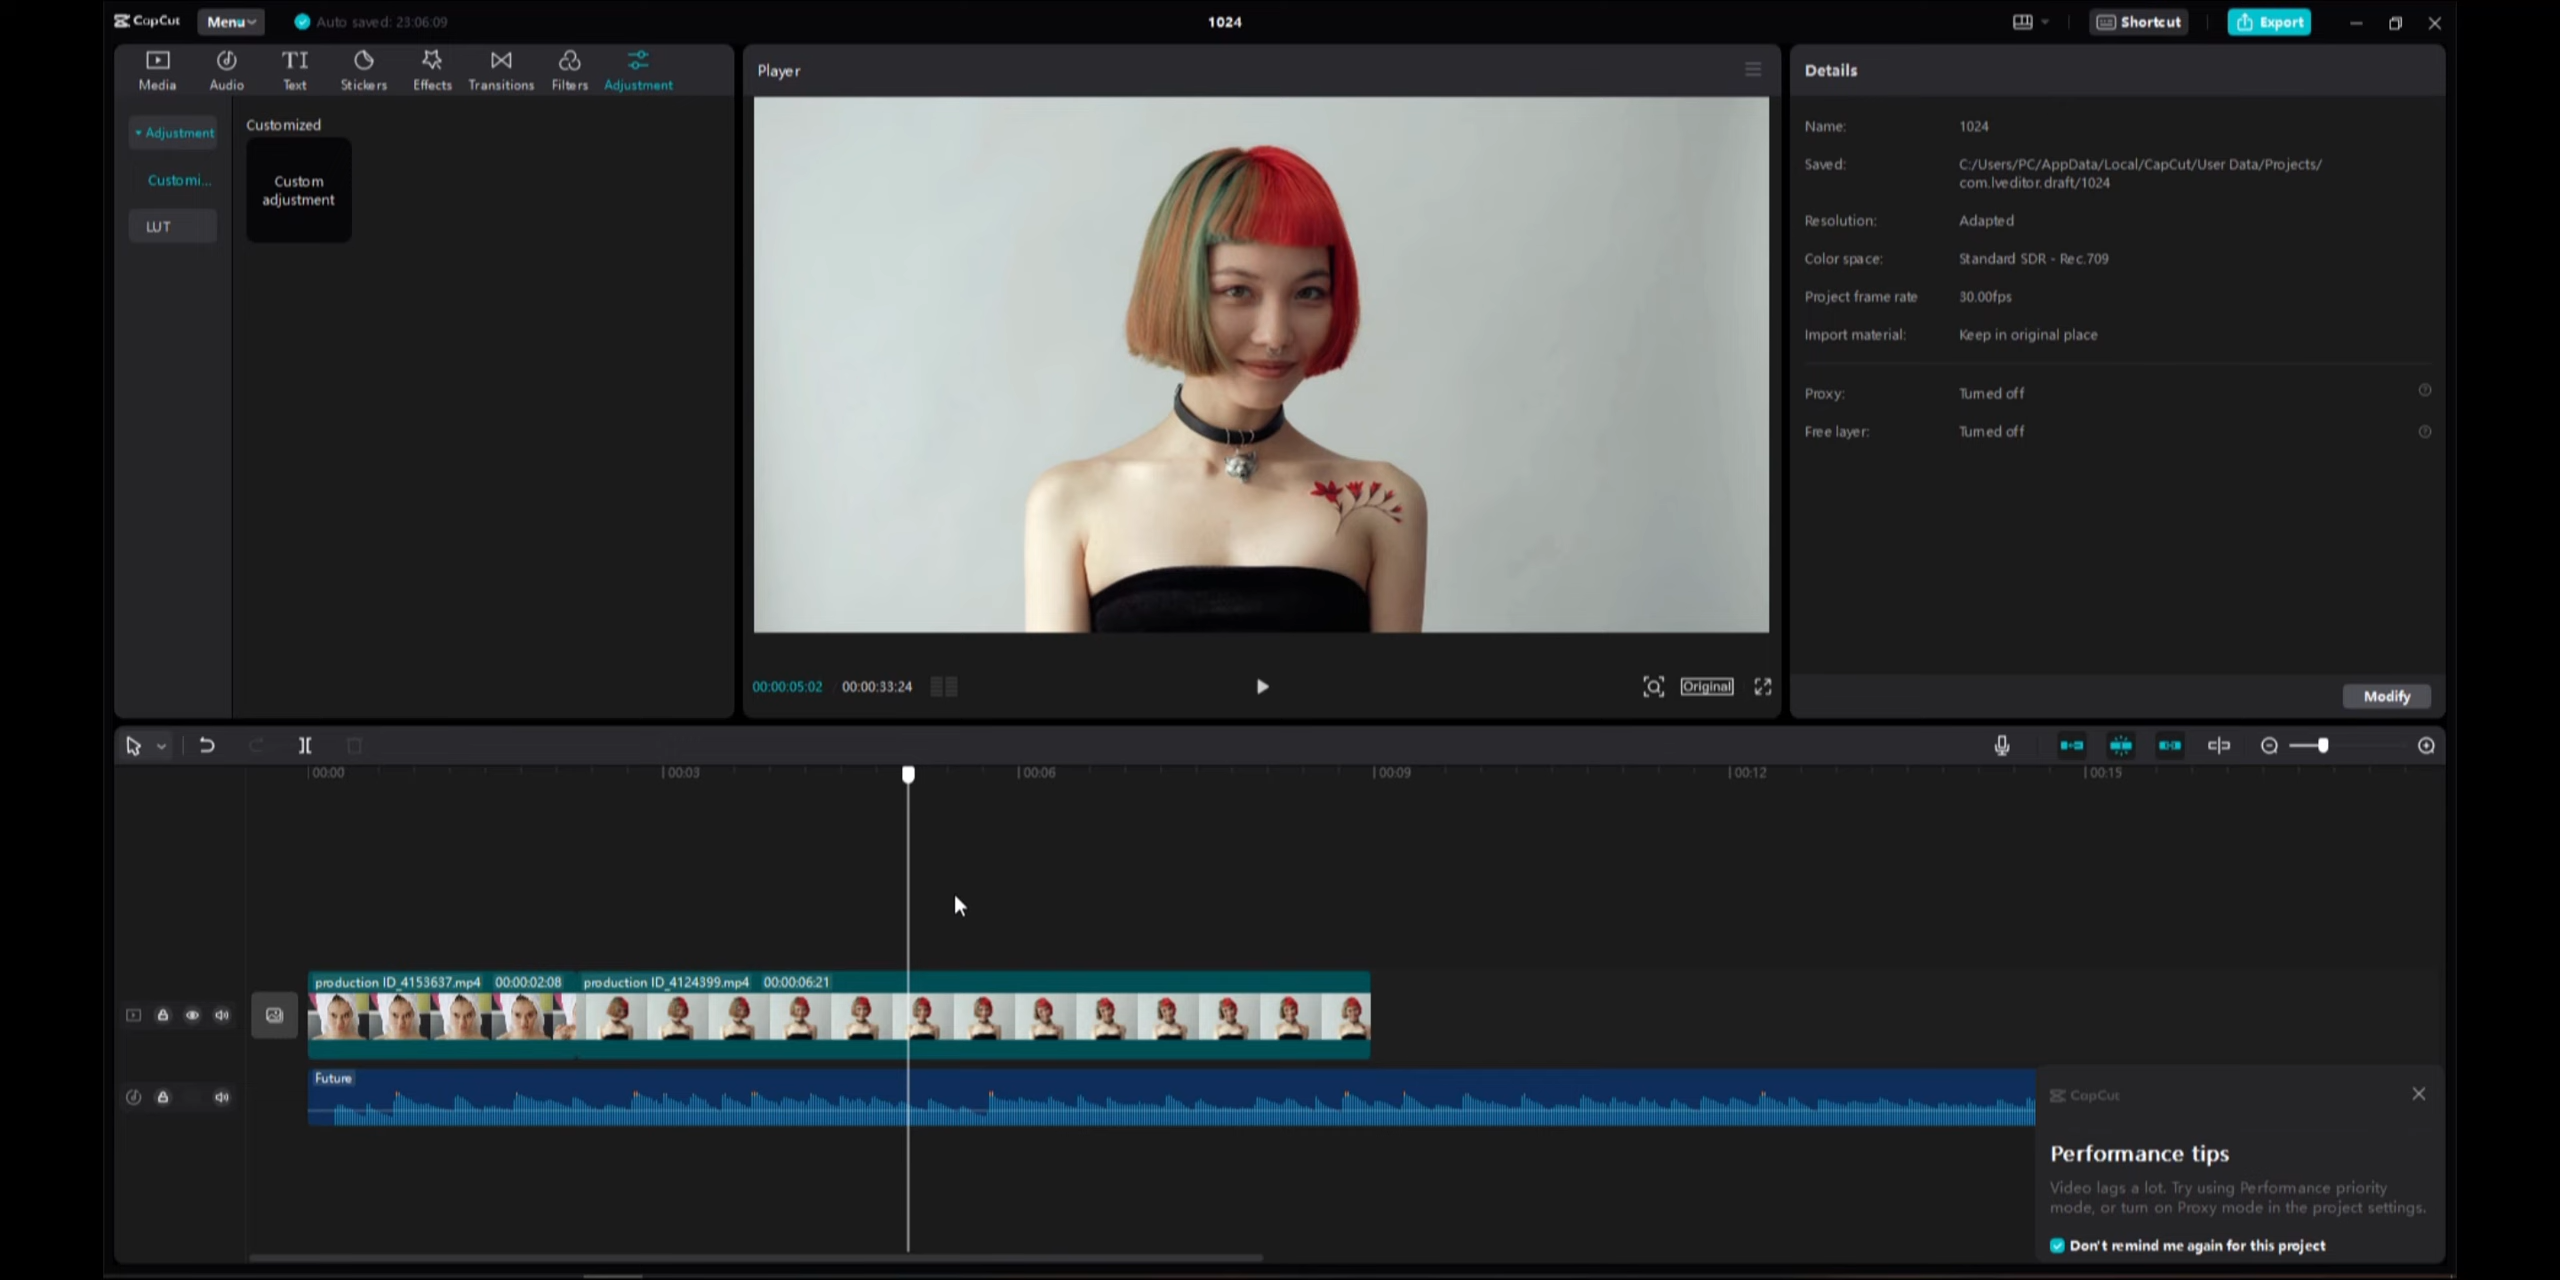 CapCut
Menu
Auto saved: 23:06:09
1024
Shortcut
Export
Media
Audio
TI
Text
Stickers
Effects
Transitions
Filters
Adjustment
Adjustment
Customi...
LUT
Customized
Custom
adjustment
Player
00:00:05:02
00:00:33:24
Original
Details
Name:
1024
Saved:
C:/Users/PC/AppData/Local/CapCut/User Data/Projects/
com.lveditor.draft/1024
Resolution:
Adapted
Color space:
Standard SDR - Rec.709
Project frame rate
30.00fps
Import material:
Keep in original place
Proxy:
Turned off
Free layer:
Turned off
Modify
00:00
00:03
00:06
00:09
00:12
00:15
production ID_4153637.mp4 00:00:02:08
production ID_4124399.mp4 00:00:06:21
Future
CapCut
Performance tips
Video lags a lot. Try using Performance priority
mode, or turn on Proxy mode in the project settings.
Don't remind me again for this project